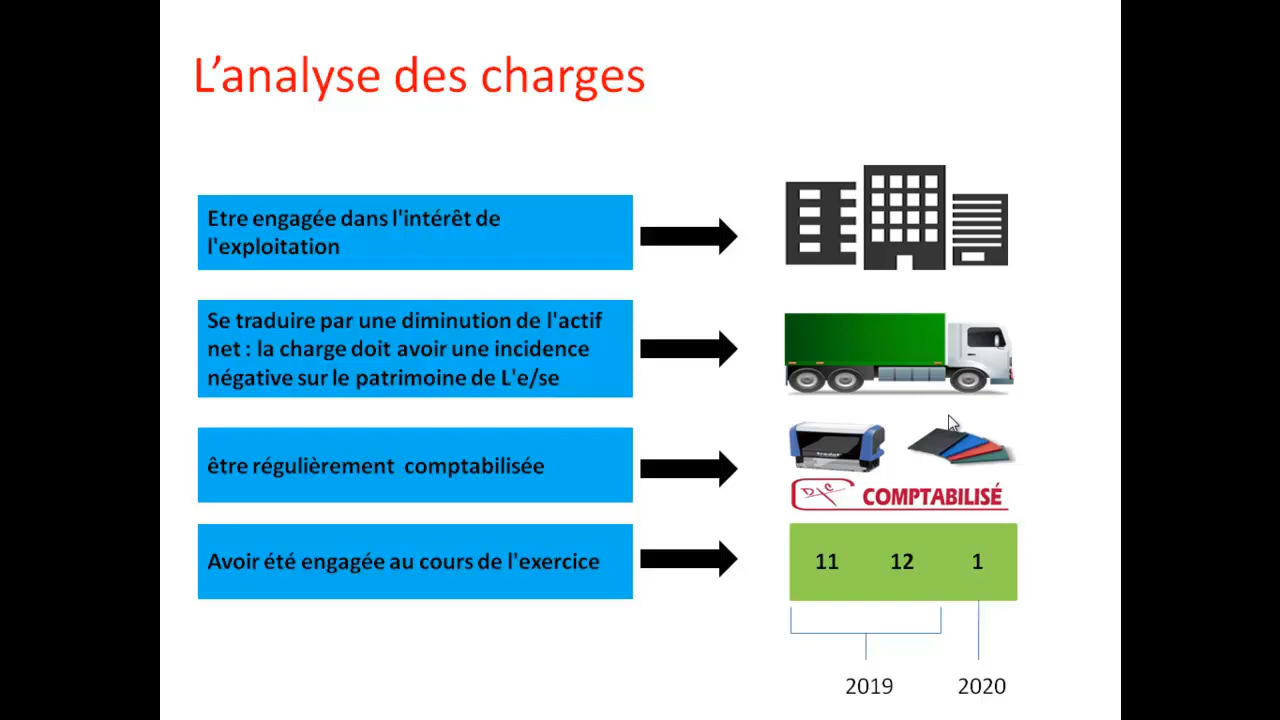 L’analyse des charges
Etre engagée dans l'intérêt de
l'exploitation
Se traduire par une diminution de l'actif
net : la charge doit avoir une incidence
négative sur le patrimoine de L'e/se
être régulièrement comptabilisée
COMPTABILISÉ
Avoir été engagée au cours de l'exercice
11 12 1
2019 2020